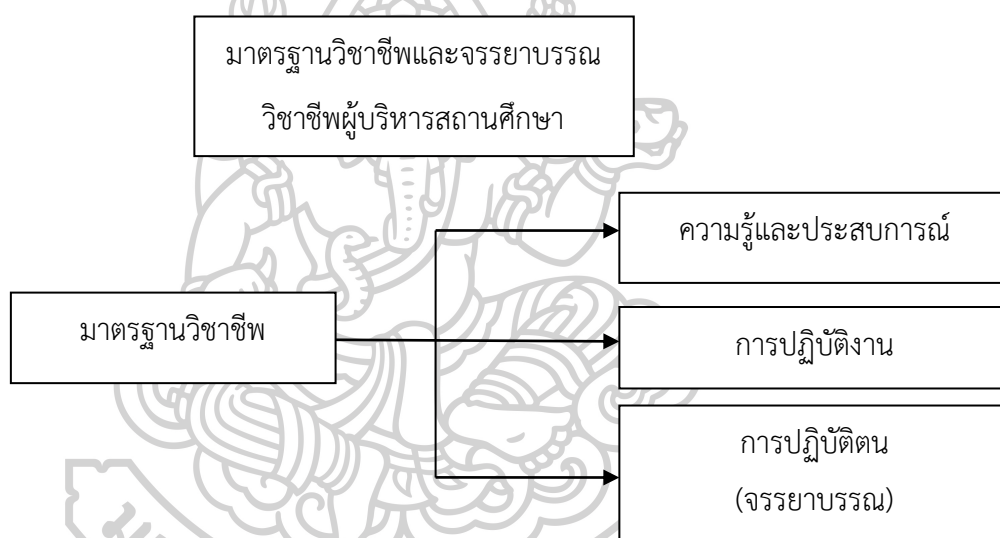 มาตรฐานวิชาชีพและจรรยาบรรณ
วิชาชีพผู้บริหารสถานศึกษา
ความรู้และประสบการณ์
มาตรฐานวิชาชีพ
การปฏิบัติงาน
การปฏิบัติตน
(จรรยาบรรณ)